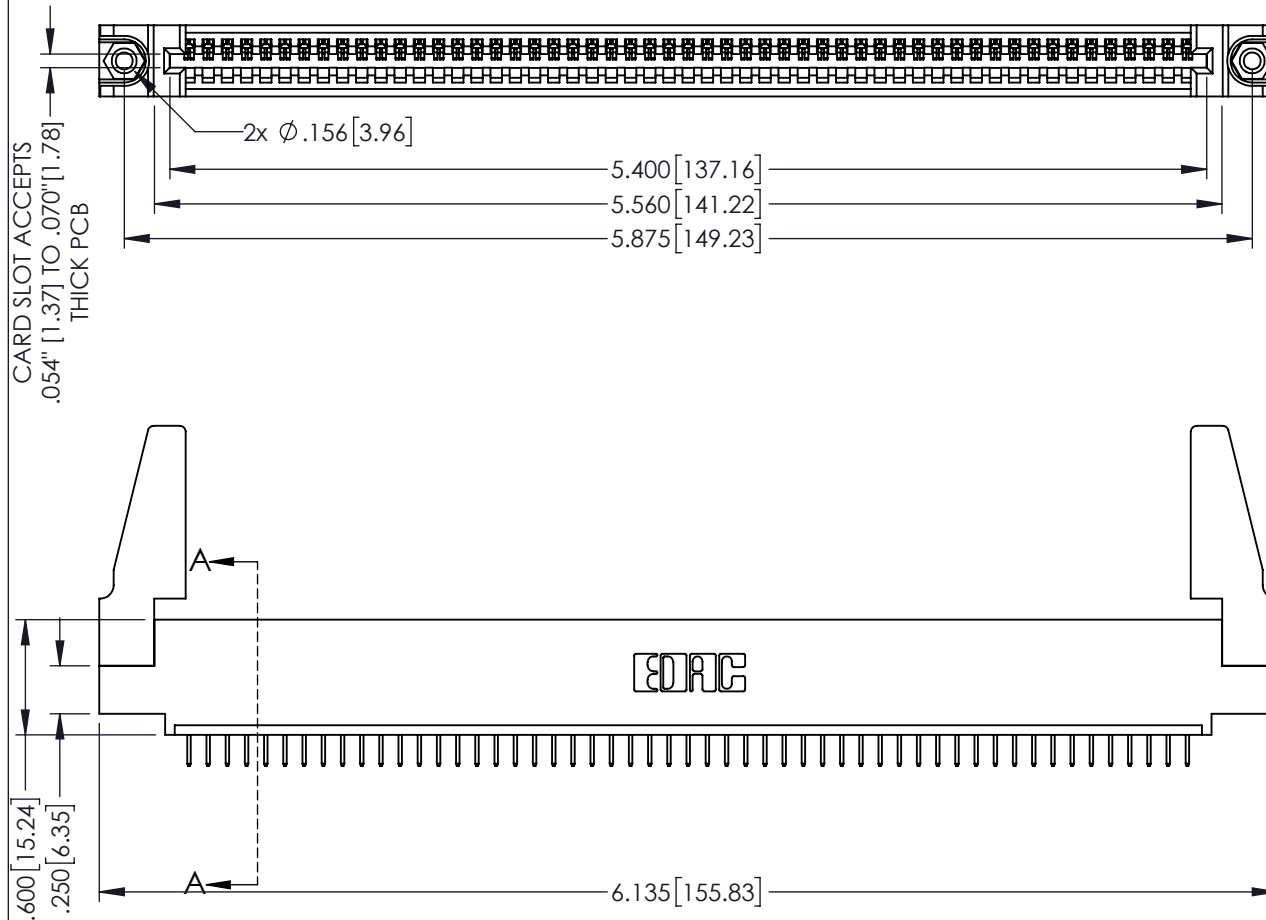 2x ∅.156[3.96]
5.400[137.16]
5.560[141.22]
5.875[149.23]
CARD SLOT ACCEPTS
.054" [1.37] TO .070"[1.78]
THICK PCB
A
EDAC
.600[15.24]
.250[6.35]
A
6.135[155.83]